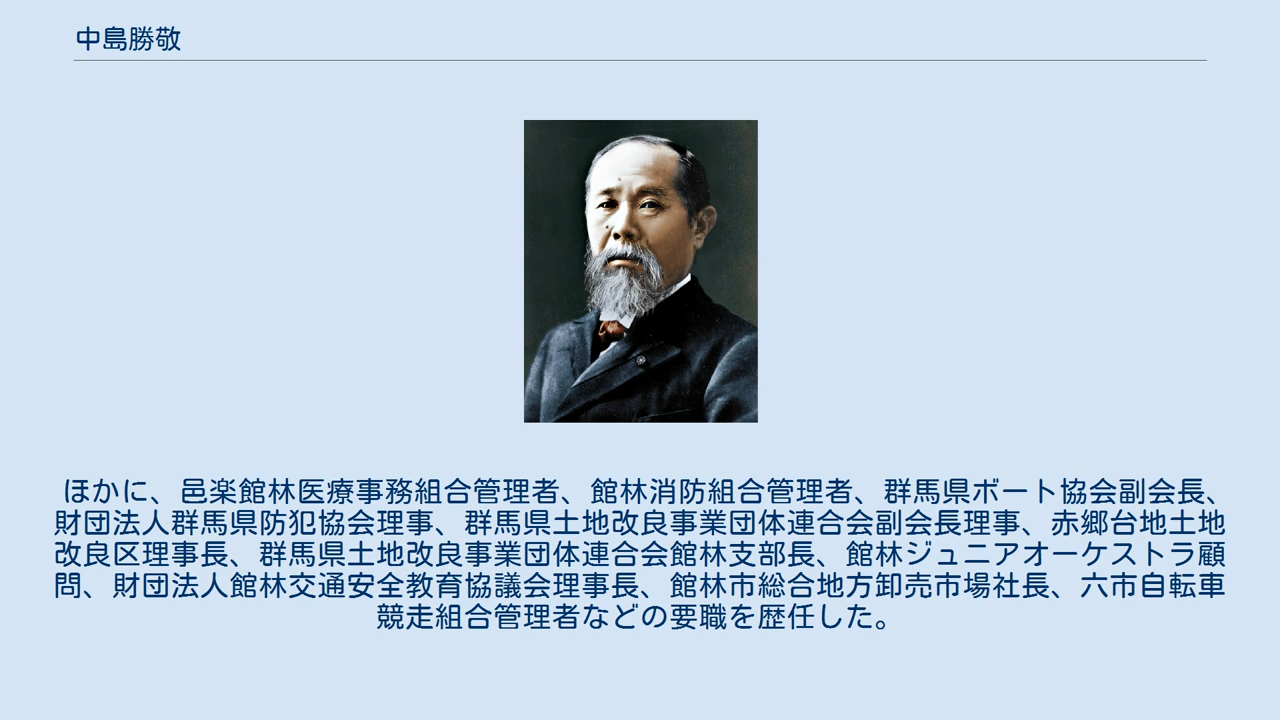 中島勝敬
ほかに、邑楽館林医療事務組合管理者、館林消防組合管理者、群馬県ボート協会副会長、
財団法人群馬県防犯協会理事、群馬県土地改良事業団体連合会副会長理事、赤郷台地土地
改良区理事長、群馬県土地改良事業団体連合会館林支部長、館林ジュニアオーケストラ顧
問、財団法人館林交通安全教育協議会理事長、館林市総合地方卸売市場社長、六市自転車
競走組合管理者などの要職を歴任した。